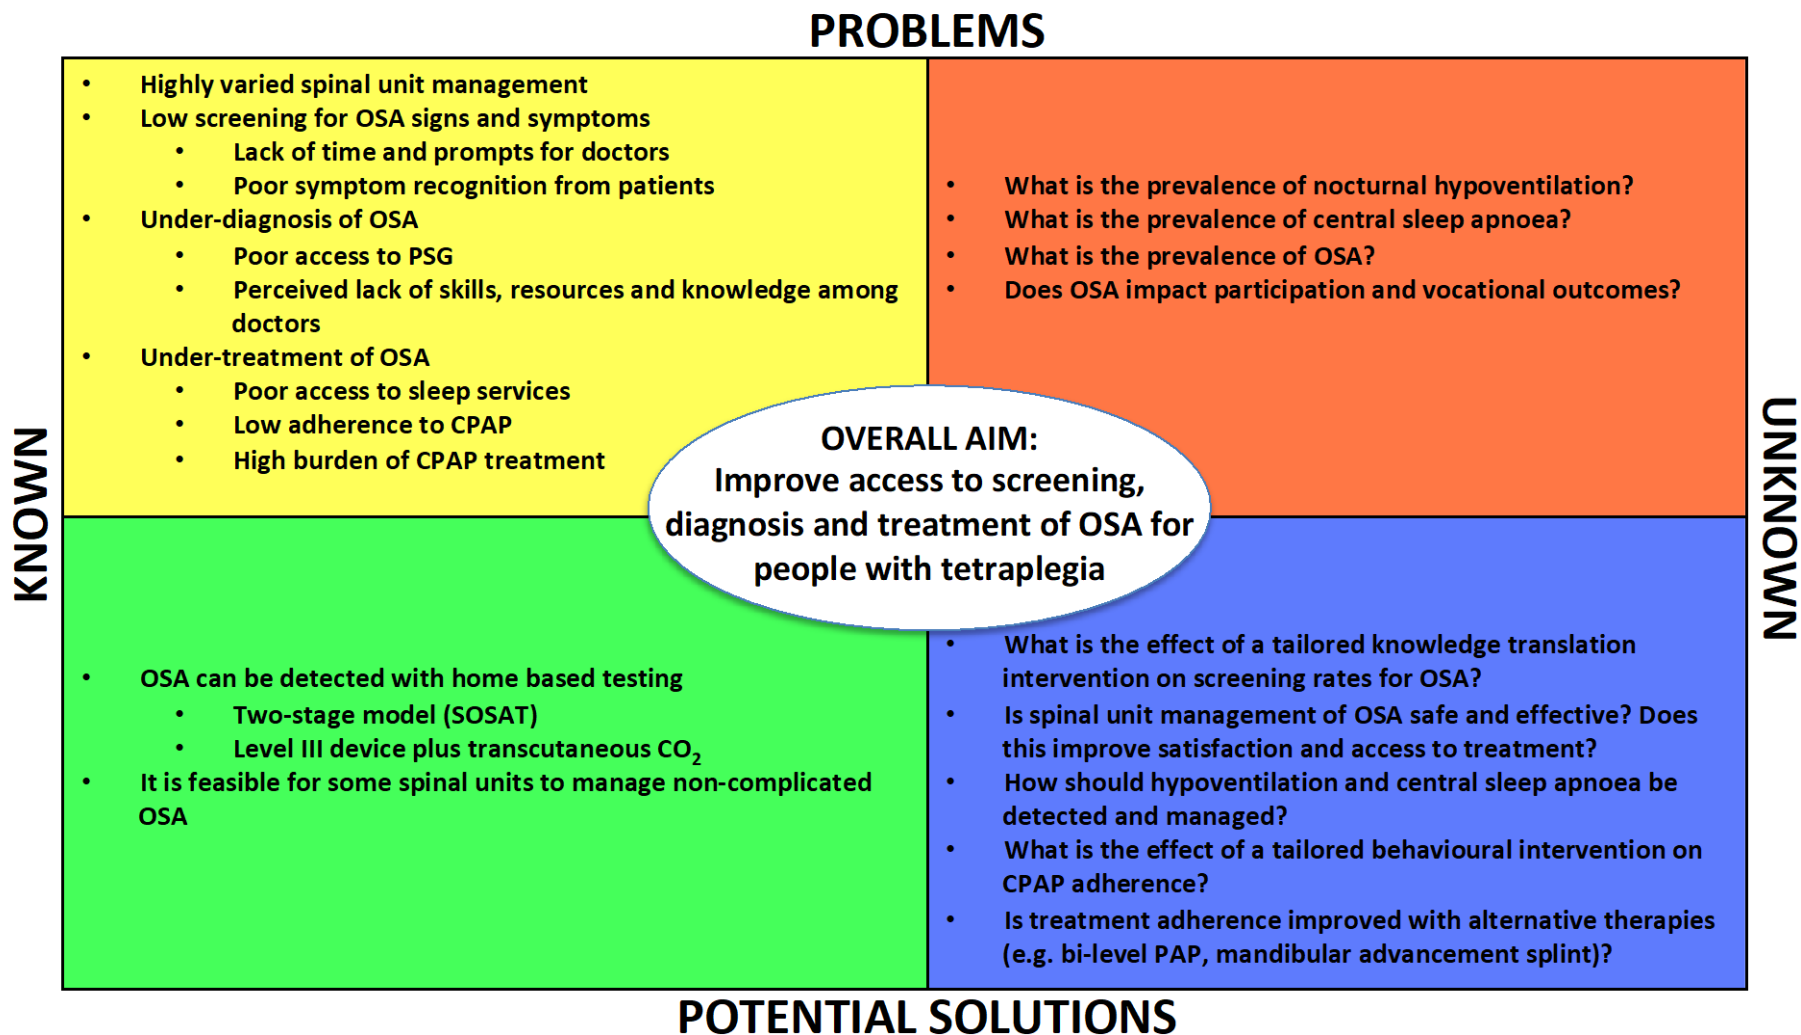 PROBLEMS
• Highly varied spinal unit management
• Low screening for OSA signs and symptoms
• Lack of time and prompts for doctors
• Poor symptom recognition from patients
• Under-diagnosis of OSA
• Poor access to PSG
• Perceived lack of skills, resources and knowledge among
doctors
• Under-treatment of OSA
• Poor access to sleep services
• Low adherence to CPAP
• High burden of CPAP treatment
• What is the prevalence of nocturnal hypoventilation?
• What is the prevalence of central sleep apnoea?
• What is the prevalence of OSA?
• Does OSA impact participation and vocational outcomes?
KNOWN
OVERALL AIM:
Improve access to screening,
diagnosis and treatment of OSA for
people with tetraplegia
UNKNOWN
• OSA can be detected with home based testing
• Two-stage model (SOSAT)
• Level III device plus transcutaneous CO₂
• It is feasible for some spinal units to manage non-complicated
OSA
• What is the effect of a tailored knowledge translation
intervention on screening rates for OSA?
• Is spinal unit management of OSA safe and effective? Does
this improve satisfaction and access to treatment?
• How should hypoventilation and central sleep apnoea be
detected and managed?
• What is the effect of a tailored behavioural intervention on
CPAP adherence?
• Is treatment adherence improved with alternative therapies
(e.g. bi-level PAP, mandibular advancement splint)?
POTENTIAL SOLUTIONS